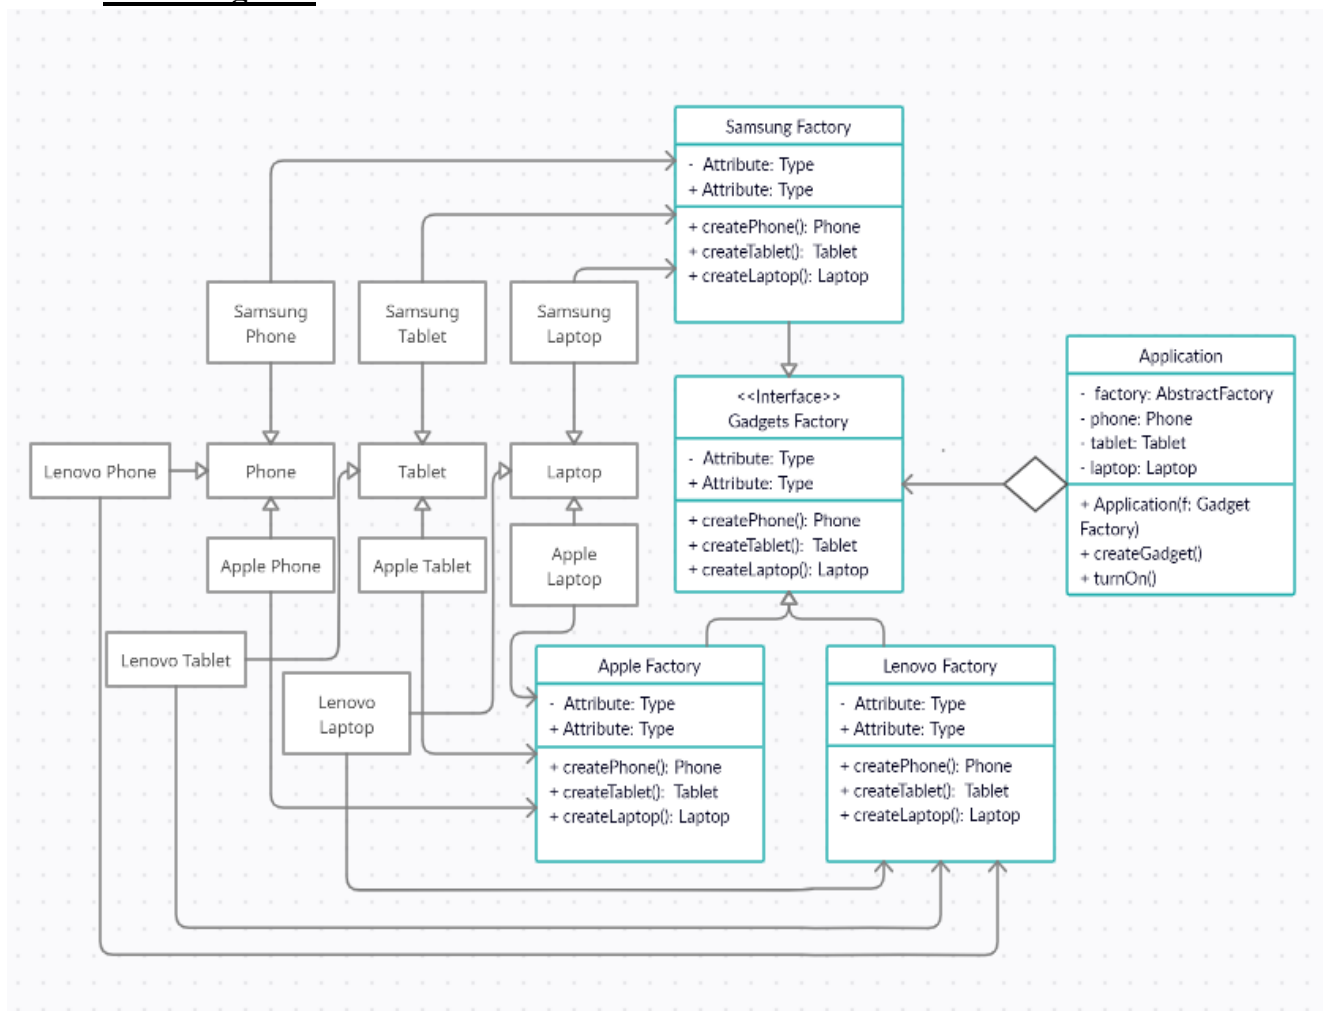 Samsung Factory
- Attribute: Type
+ Attribute: Type
+ createPhone(): Phone
+ createTablet(): Tablet
+ createLaptop(): Laptop
Samsung
Phone
Samsung
Tablet
Samsung
Laptop
<<Interface>>
Gadgets Factory
- Attribute: Type
+ Attribute: Type
+ createPhone(): Phone
+ createTablet(): Tablet
+ createLaptop(): Laptop
Application
- factory: AbstractFactory
- phone: Phone
- tablet: Tablet
- laptop: Laptop
+ Application(f: Gadget
Factory)
+ createGadget()
+ turnOn()
Lenovo Phone
Phone
Tablet
Laptop
Apple Phone
Apple Tablet
Apple
Laptop
Lenovo Tablet
Lenovo
Laptop
Apple Factory
- Attribute: Type
+ Attribute: Type
+ createPhone(): Phone
+ createTablet(): Tablet
+ createLaptop(): Laptop
Lenovo Factory
- Attribute: Type
+ Attribute: Type
+ createPhone(): Phone
+ createTablet(): Tablet
+ createLaptop(): Laptop